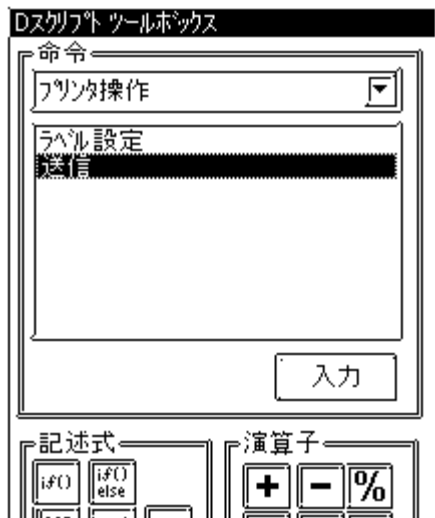 Dｽｸﾘﾌﾟﾄ ﾂｰﾙﾎﾞｯｸｽ
命令
ﾌﾟﾘﾝﾀ操作
ﾗﾍﾞﾙ設定
送信
入力
記述式
演算子
if()
if()
else
+ - %